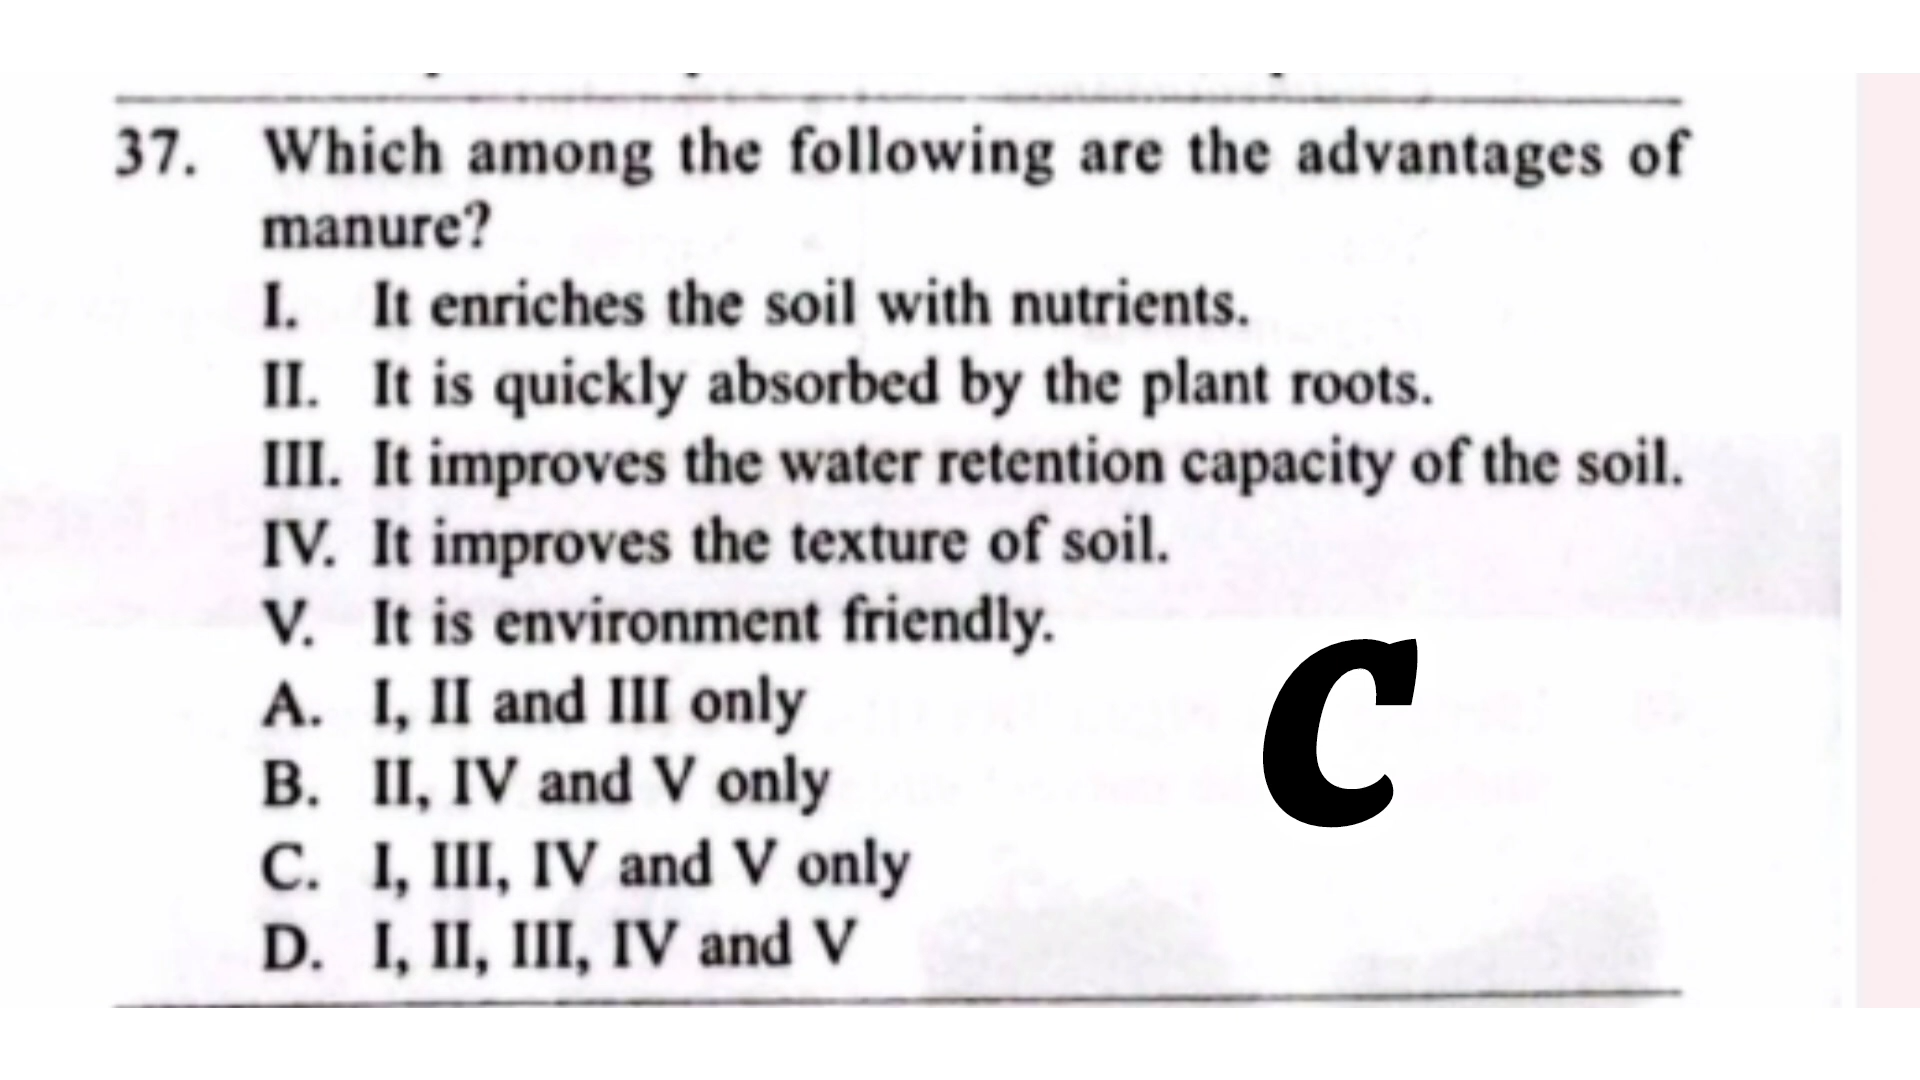 37. Which among the following are the advantages of
manure?
I. It enriches the soil with nutrients.
II. It is quickly absorbed by the plant roots.
III. It improves the water retention capacity of the soil.
IV. It improves the texture of soil.
V. It is environment friendly.
A. I, II and III only
B. II, IV and V only
C. I, III, IV and V only
D. I, II, III, IV and V
C